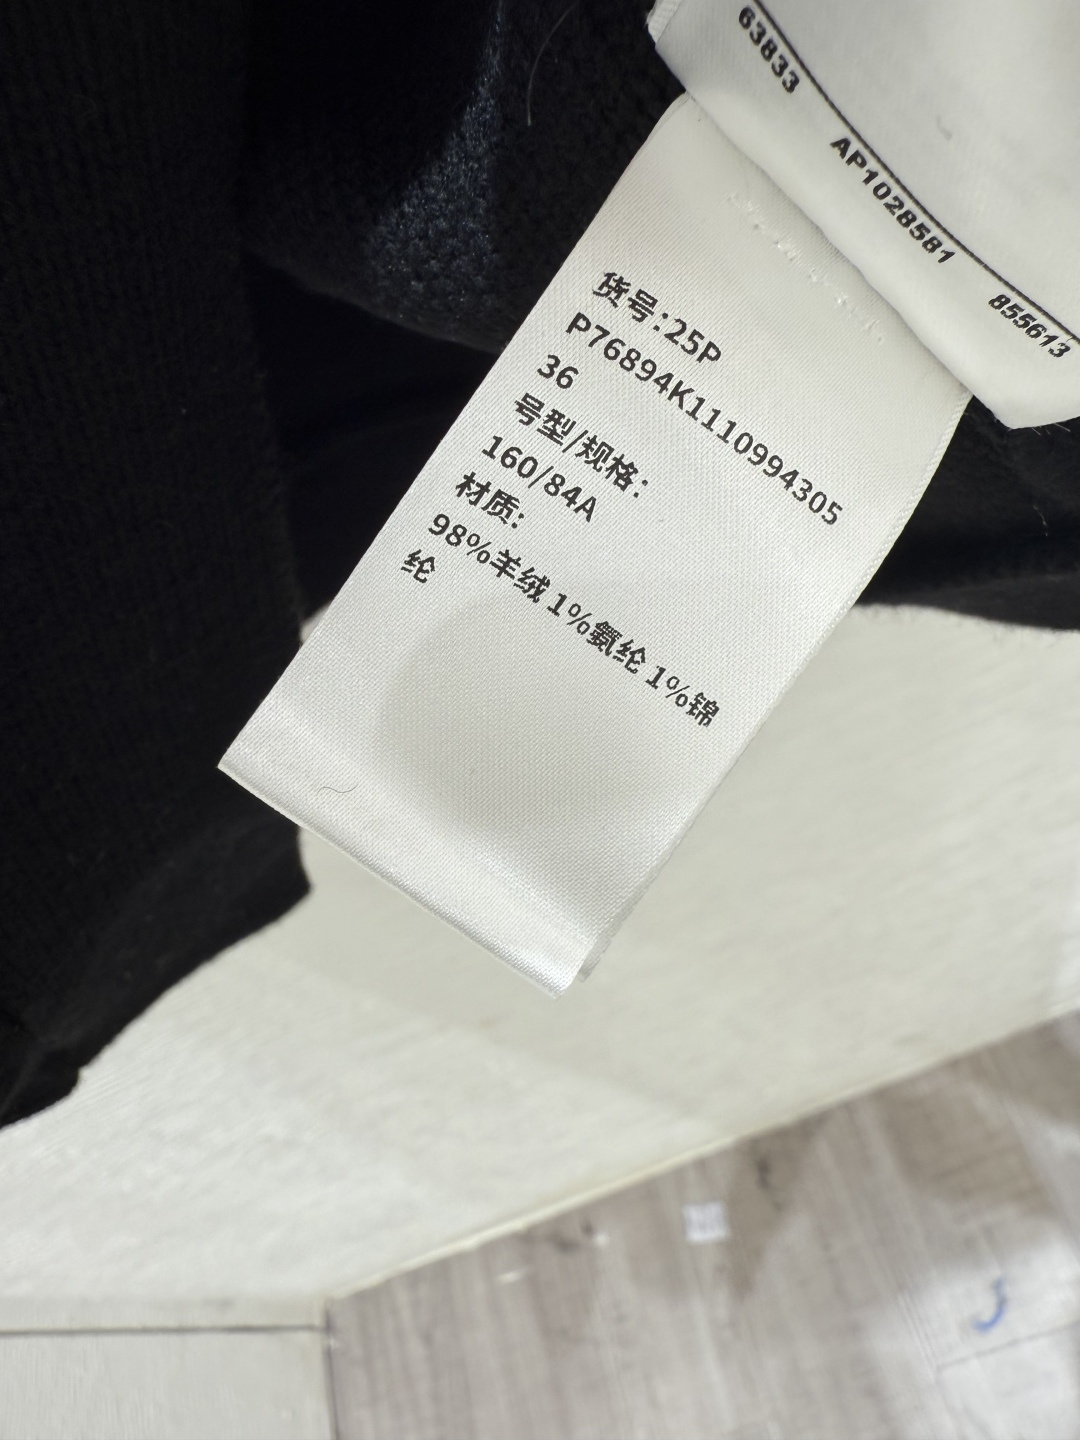 63833
AP1028581
855613
货号:25P
P76894K1110994305
36
号型/规格:
160/84A
材质:
98%羊绒 1%氨纶 1%锦
纶